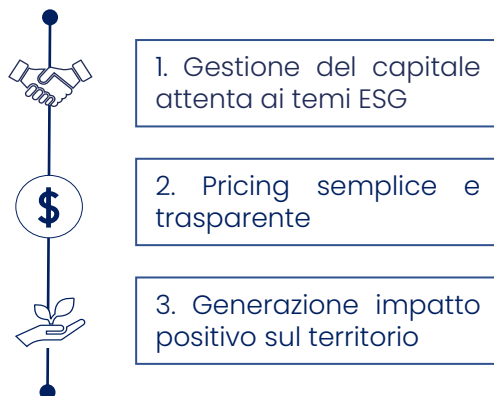 1. Gestione del capitale
attenta ai temi ESG
$
2. Pricing semplice e
trasparente
3. Generazione impatto
positivo sul territorio